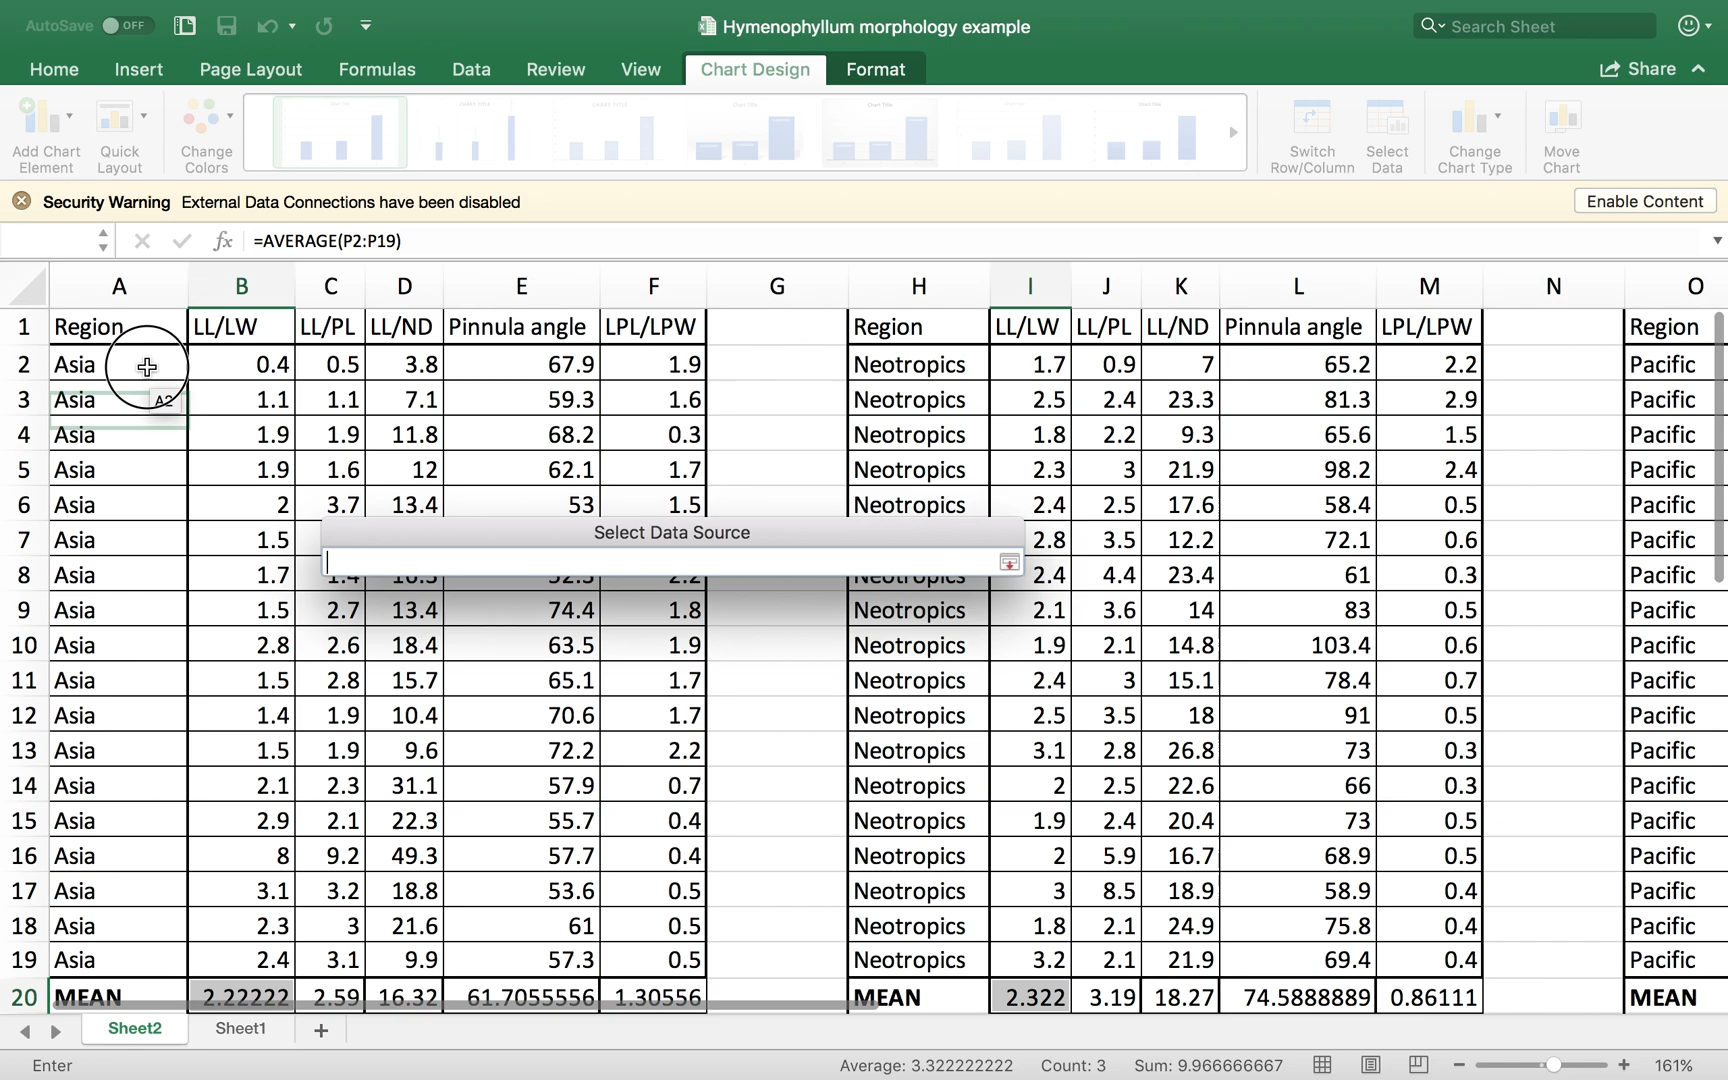 AutoSave OFF Hymenophyllum morphology example Search Sheet
Home Insert Page Layout Formulas Data Review View Chart Design Format Share
Add Chart Element Quick Layout Change Colors Switch Row/Column Select Data Change Chart Type Move Chart
Security Warning External Data Connections have been disabled Enable Content
fx =AVERAGE(P2:P19)
A B C D E F G H I J K L M N O
1 Region LL/LW LL/PL LL/ND Pinnula angle LPL/LPW Region LL/LW LL/PL LL/ND Pinnula angle LPL/LPW Region
2 Asia 0.4 0.5 3.8 67.9 1.9 Neotropics 1.7 0.9 7 65.2 2.2 Pacific
A2
3 Asia 1.1 1.1 7.1 59.3 1.6 Neotropics 2.5 2.4 23.3 81.3 2.9 Pacific
4 Asia 1.9 1.9 11.8 68.2 0.3 Neotropics 1.8 2.2 9.3 65.6 1.5 Pacific
5 Asia 1.9 1.6 12 62.1 1.7 Neotropics 2.3 3 21.9 98.2 2.4 Pacific
6 Asia 2 3.7 13.4 53 1.5 Neotropics 2.4 2.5 17.6 58.4 0.5 Pacific
Select Data Source
7 Asia 1.5 2.8 3.5 12.2 72.1 0.6 Pacific
8 Asia 1.7 1.4 Neotropics 2.4 4.4 23.4 61 0.3 Pacific
9 Asia 1.5 2.7 13.4 74.4 1.8 Neotropics 2.1 3.6 14 83 0.5 Pacific
10 Asia 2.8 2.6 18.4 63.5 1.9 Neotropics 1.9 2.1 14.8 103.4 0.6 Pacific
11 Asia 1.5 2.8 15.7 65.1 1.7 Neotropics 2.4 3 15.1 78.4 0.7 Pacific
12 Asia 1.4 1.9 10.4 70.6 1.7 Neotropics 2.5 3.5 18 91 0.5 Pacific
13 Asia 1.5 1.9 9.6 72.2 2.2 Neotropics 3.1 2.8 26.8 73 0.3 Pacific
14 Asia 2.1 2.3 31.1 57.9 0.7 Neotropics 2 2.5 22.6 66 0.3 Pacific
15 Asia 2.9 2.1 22.3 55.7 0.4 Neotropics 1.9 2.4 20.4 73 0.5 Pacific
16 Asia 8 9.2 49.3 57.7 0.4 Neotropics 2 5.9 16.7 68.9 0.5 Pacific
17 Asia 3.1 3.2 18.8 53.6 0.5 Neotropics 3 8.5 18.9 58.9 0.4 Pacific
18 Asia 2.3 3 21.6 61 0.5 Neotropics 1.8 2.1 24.9 75.8 0.4 Pacific
19 Asia 2.4 3.1 9.9 57.3 0.5 Neotropics 3.2 2.1 21.9 69.4 0.4 Pacific
20 MEAN 2.22222 2.59 16.32 61.7055556 1.30556 MEAN 2.322 3.19 18.27 74.5888889 0.86111 MEAN
Sheet2 Sheet1 +
Enter Average: 3.322222222 Count: 3 Sum: 9.966666667 161%